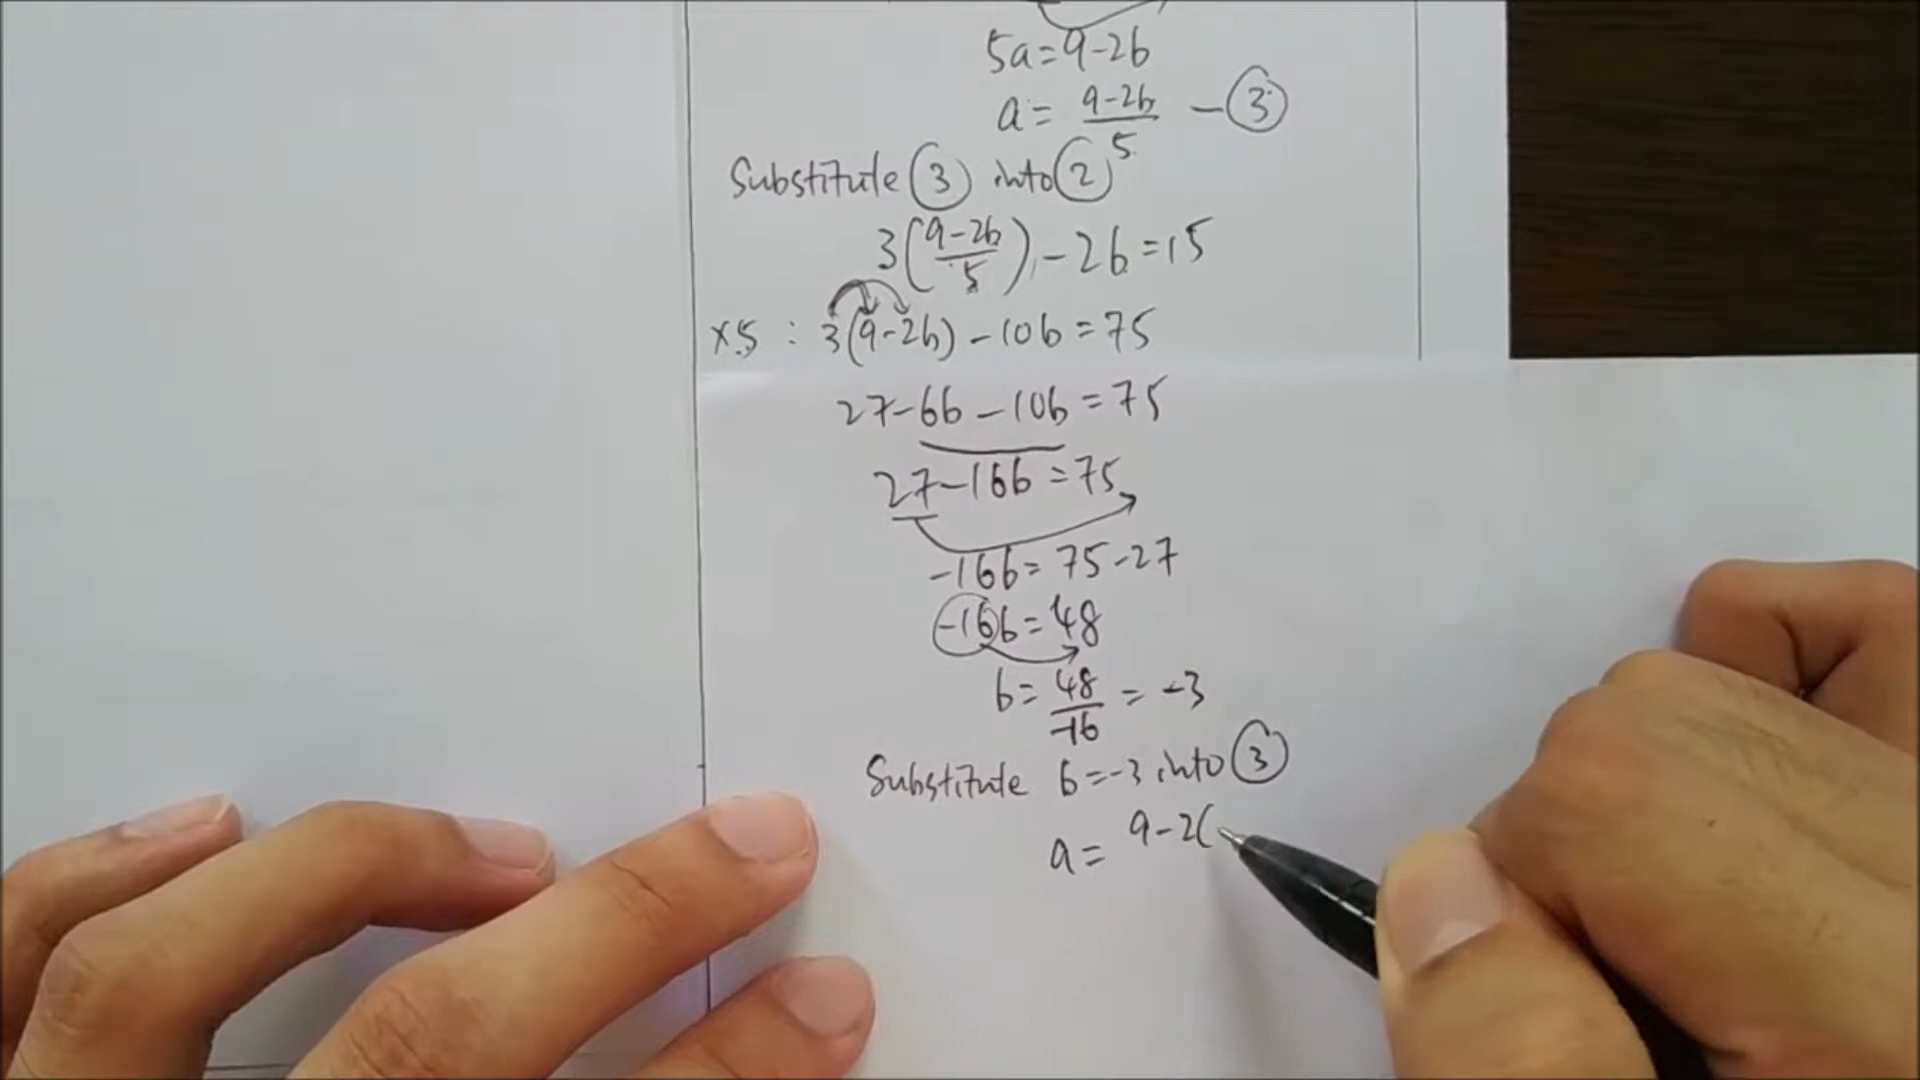 5a=9-2b
a= 9-2b/5 -③
Substitute ③ into ②
3(9-2b/5)-2b=15
×5 : 3(9-2b)-10b=75
27-6b-10b=75
27-16b=75
-16b=75-27
-16b=48
b=48/-16=-3
Substitute b=-3 into ③
a= 9-2(